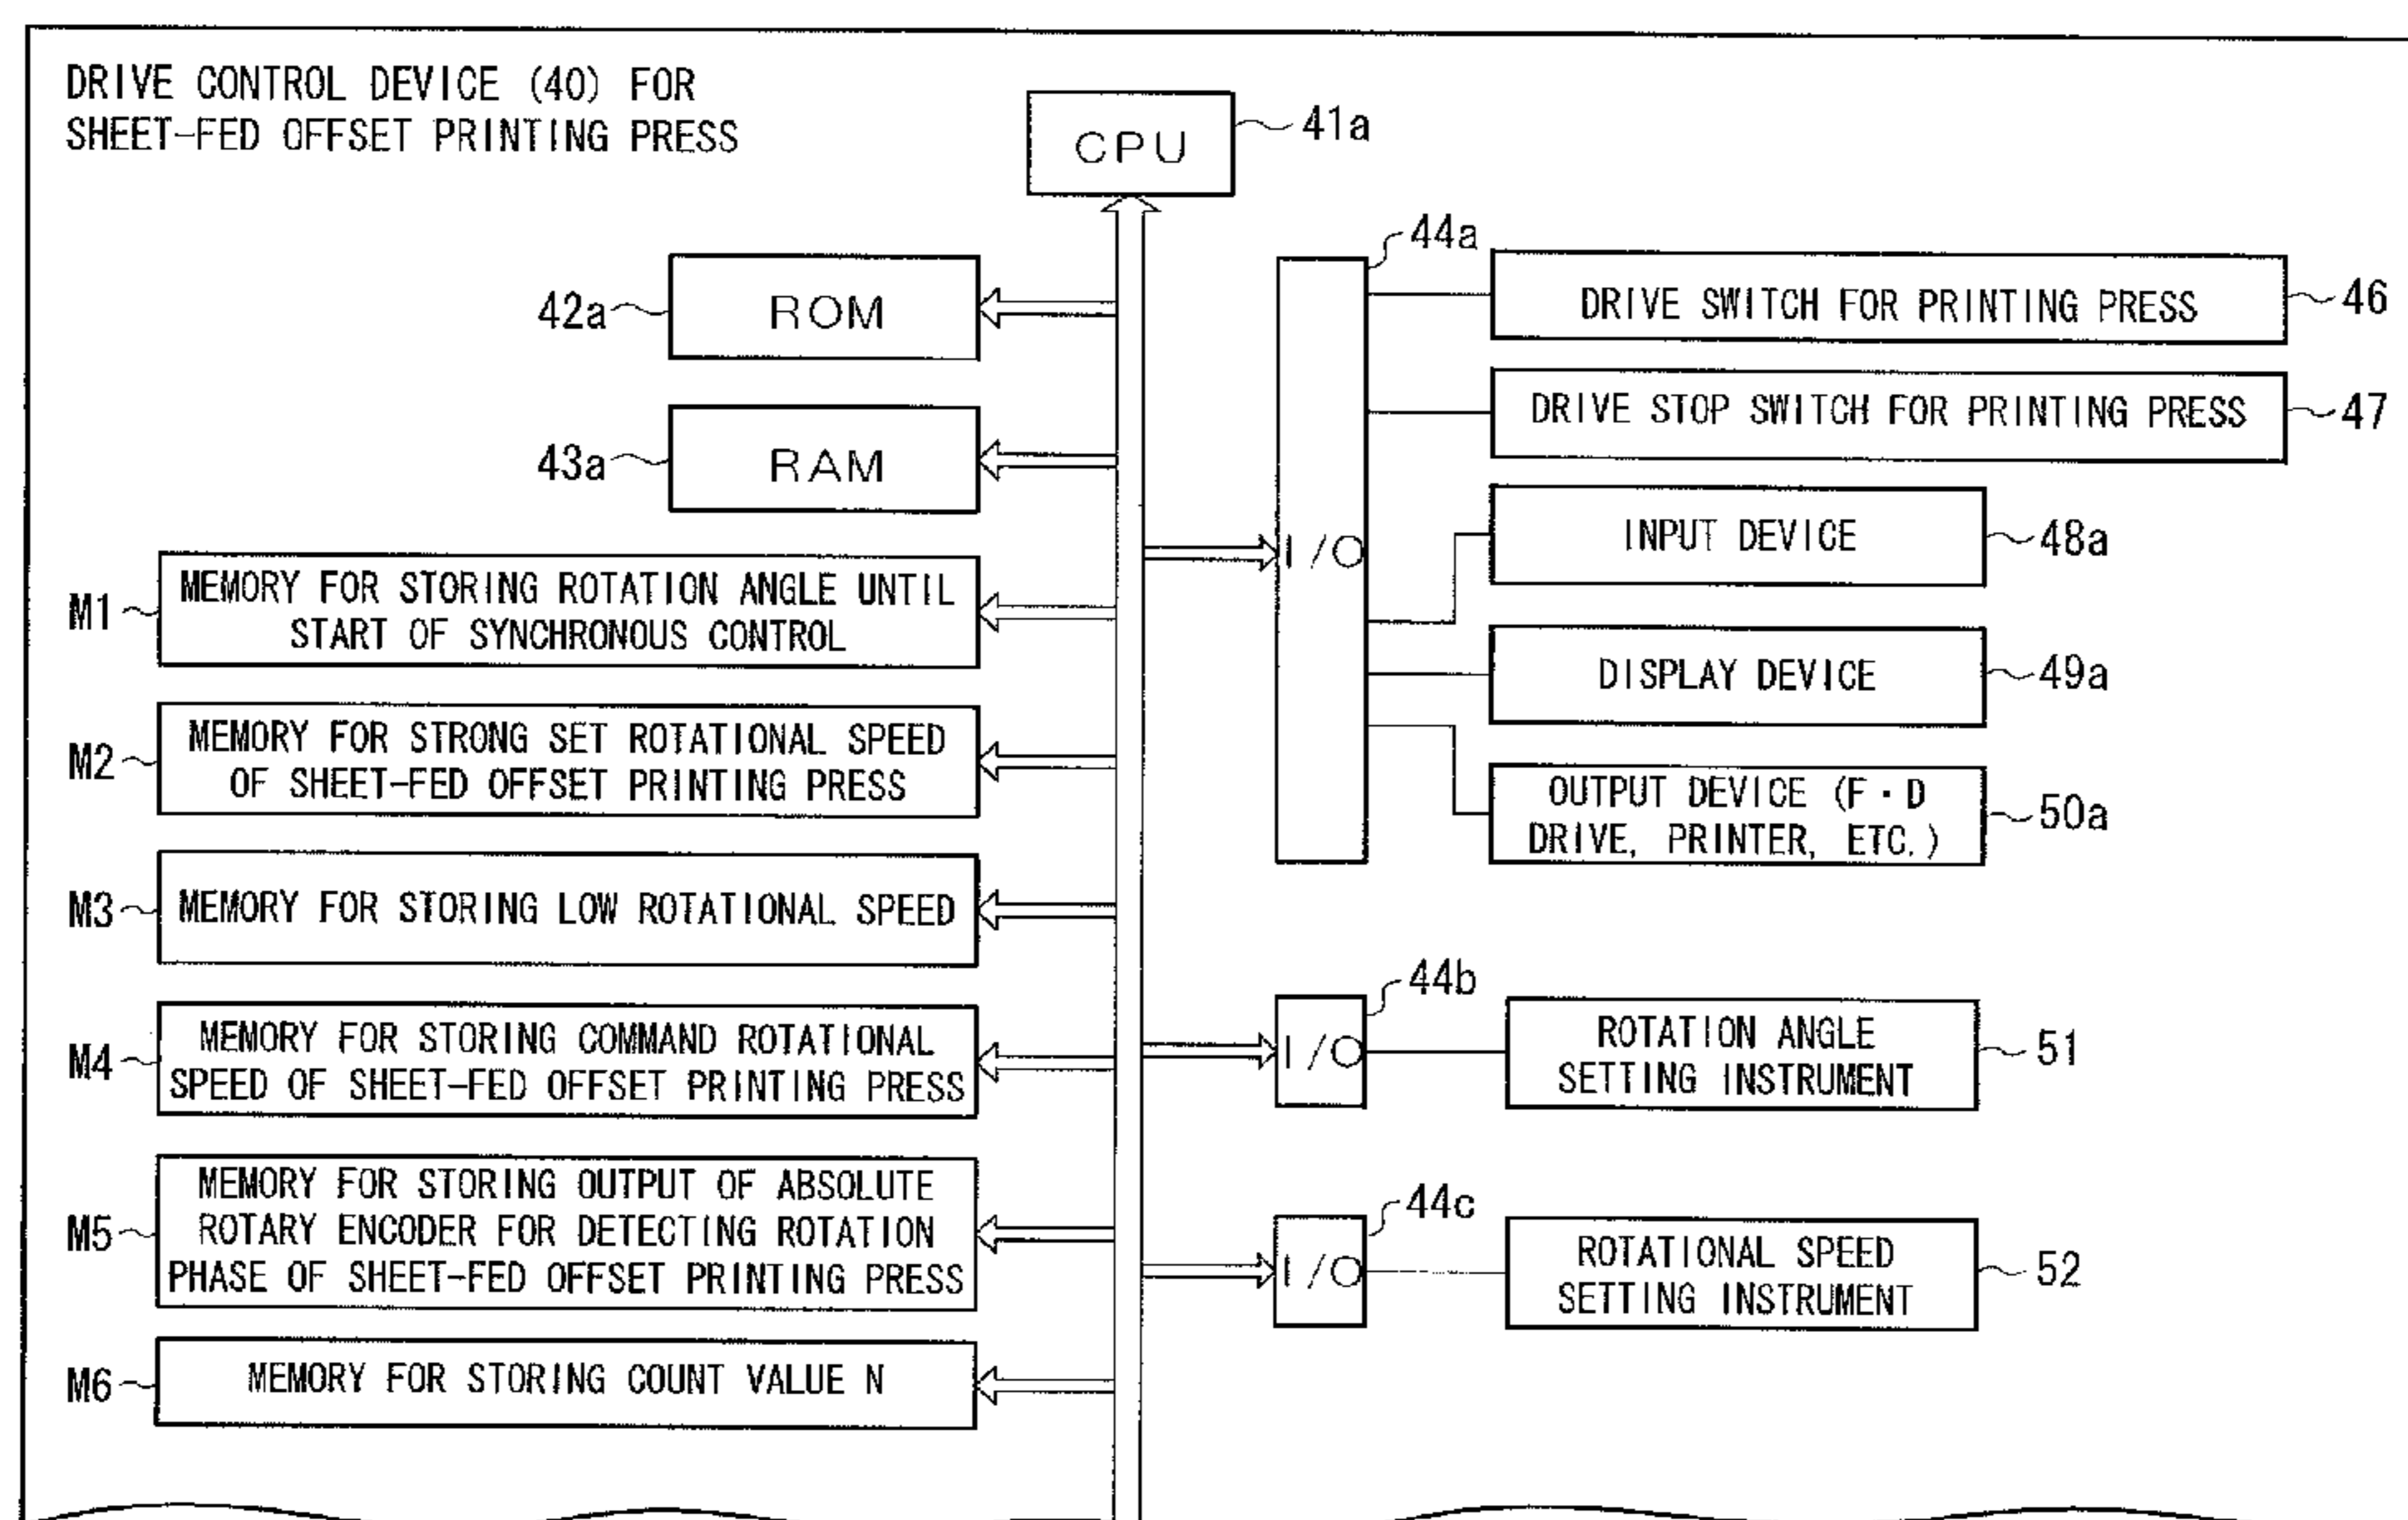 DRIVE CONTROL DEVICE (40) FOR
SHEET-FED OFFSET PRINTING PRESS
CPU
41a
42a
ROM
43a
RAM
M1
MEMORY FOR STORING ROTATION ANGLE UNTIL
START OF SYNCHRONOUS CONTROL
M2
MEMORY FOR STRONG SET ROTATIONAL SPEED
OF SHEET-FED OFFSET PRINTING PRESS
M3
MEMORY FOR STORING LOW ROTATIONAL SPEED
M4
MEMORY FOR STORING COMMAND ROTATIONAL
SPEED OF SHEET-FED OFFSET PRINTING PRESS
M5
MEMORY FOR STORING OUTPUT OF ABSOLUTE
ROTARY ENCODER FOR DETECTING ROTATION
PHASE OF SHEET-FED OFFSET PRINTING PRESS
M6
MEMORY FOR STORING COUNT VALUE N
44a
I/O
DRIVE SWITCH FOR PRINTING PRESS
46
DRIVE STOP SWITCH FOR PRINTING PRESS
47
INPUT DEVICE
48a
DISPLAY DEVICE
49a
OUTPUT DEVICE (F・D
DRIVE, PRINTER, ETC.)
50a
44b
I/O
ROTATION ANGLE
SETTING INSTRUMENT
51
44c
I/O
ROTATIONAL SPEED
SETTING INSTRUMENT
52